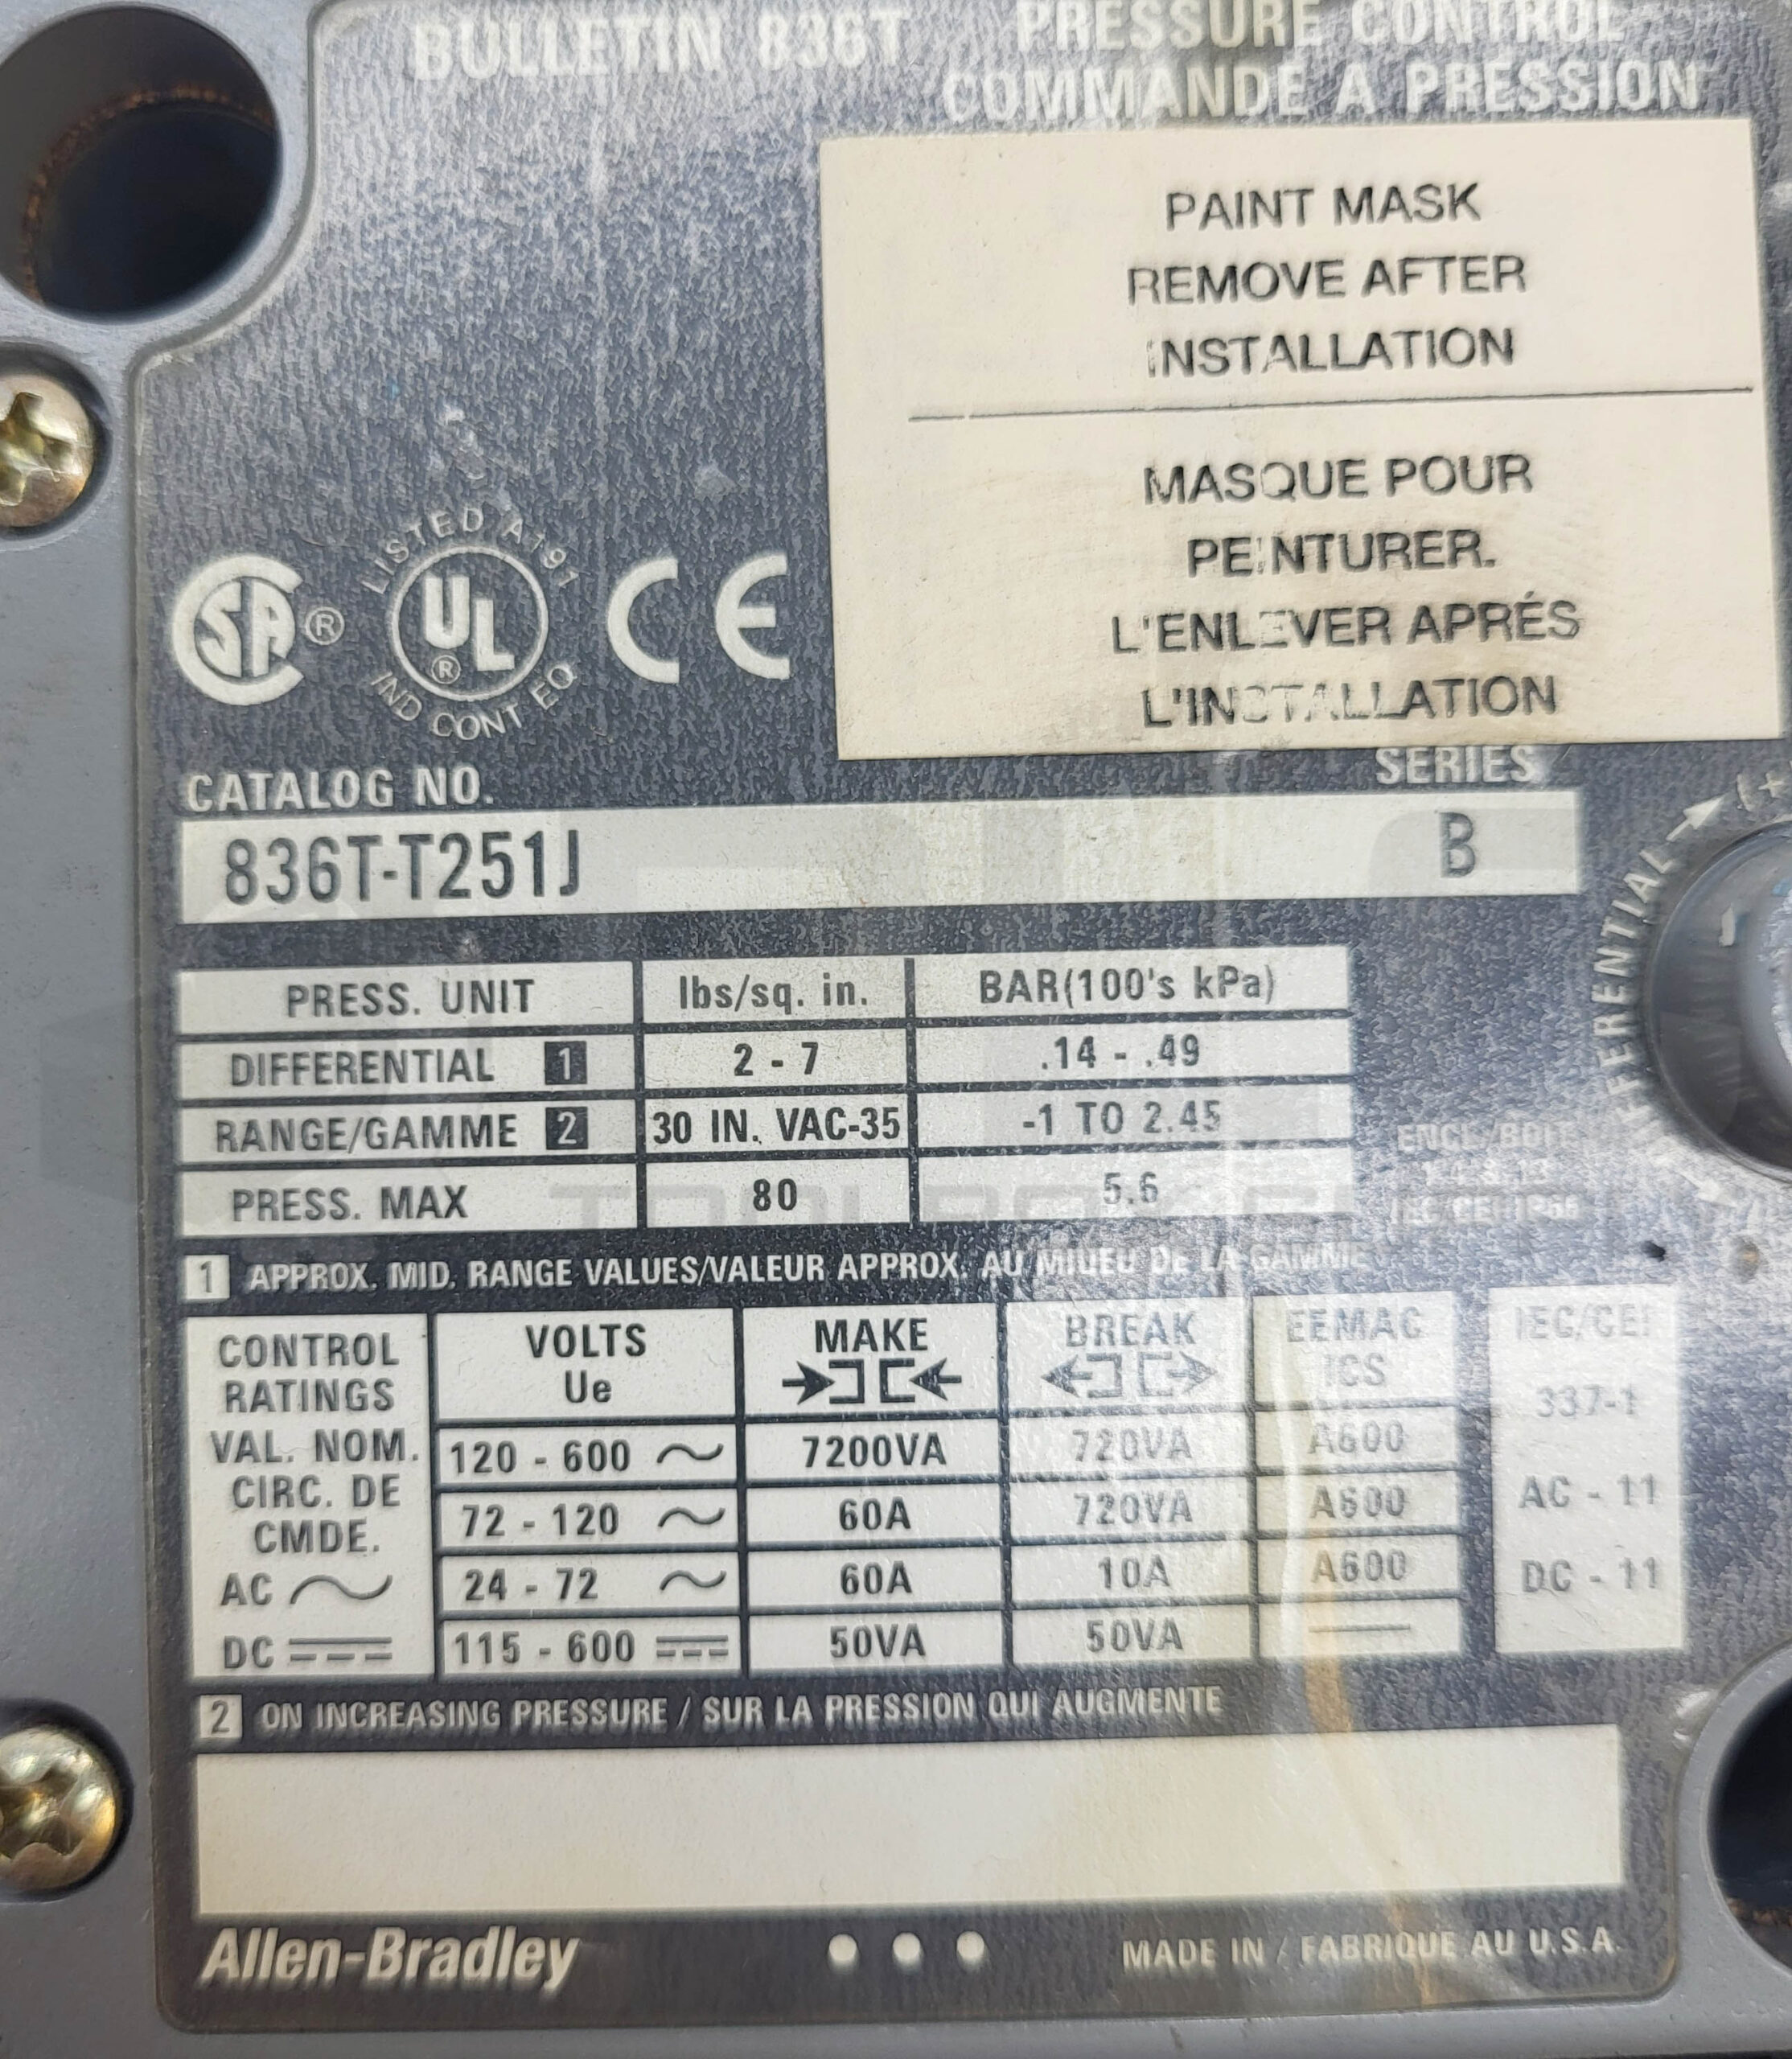 BULLETIN 836T PRESSURE CONTROL
COMMANDE A PRESSION
PAINT MASK
REMOVE AFTER
INSTALLATION
MASQUE POUR
PEINTURER.
L'ENLEVER APRÉS
L'INSTALLATION
LISTED A191
SA ® UL ® CE
IND CONT EQ
CATALOG NO. SERIES
836T-T251J B
DIFFERENTIAL
PRESS. UNIT lbs/sq. in. BAR(100's kPa)
DIFFERENTIAL 1 2 - 7 .14 - .49
RANGE/GAMME 2 30 IN. VAC-35 -1 TO 2.45
PRESS. MAX 80 5.6
IEC/CEI IP56
1 APPROX. MID. RANGE VALUES/VALEUR APPROX. AU MILIEU DE LA GAMME
CONTROL RATINGS VAL. NOM. CIRC. DE CMDE. AC DC
VOLTS Ue MAKE BREAK EEMAC ICS IEC/CEI 337-1
120 - 600 7200VA 720VA A600
72 - 120 60A 720VA A600 AC - 11
24 - 72 60A 10A A600 DC - 11
115 - 600 50VA 50VA
2 ON INCREASING PRESSURE / SUR LA PRESSION QUI AUGMENTE
Allen-Bradley MADE IN / FABRIQUE AU U.S.A.